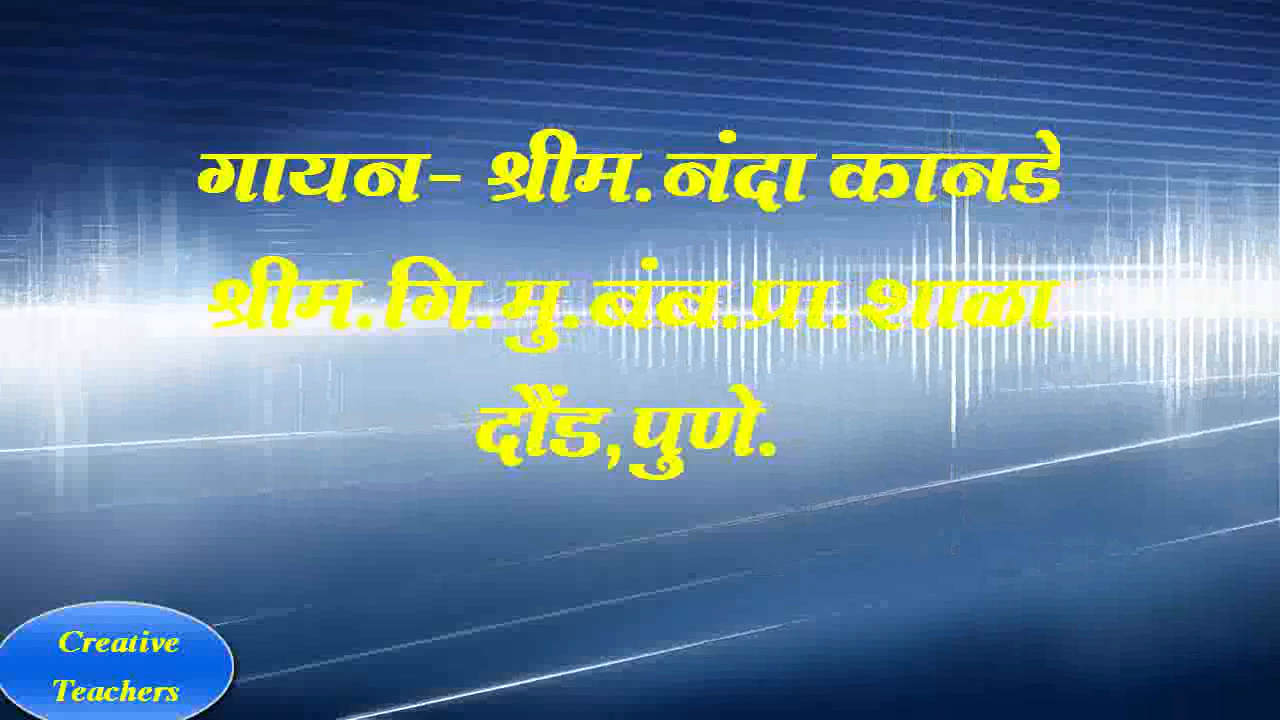 गायन- श्रीम.नंदा कानडे
श्रीम.गि.मु.बंब.प्रा.शाळा
दौंड,पुणे.
Creative
Teachers